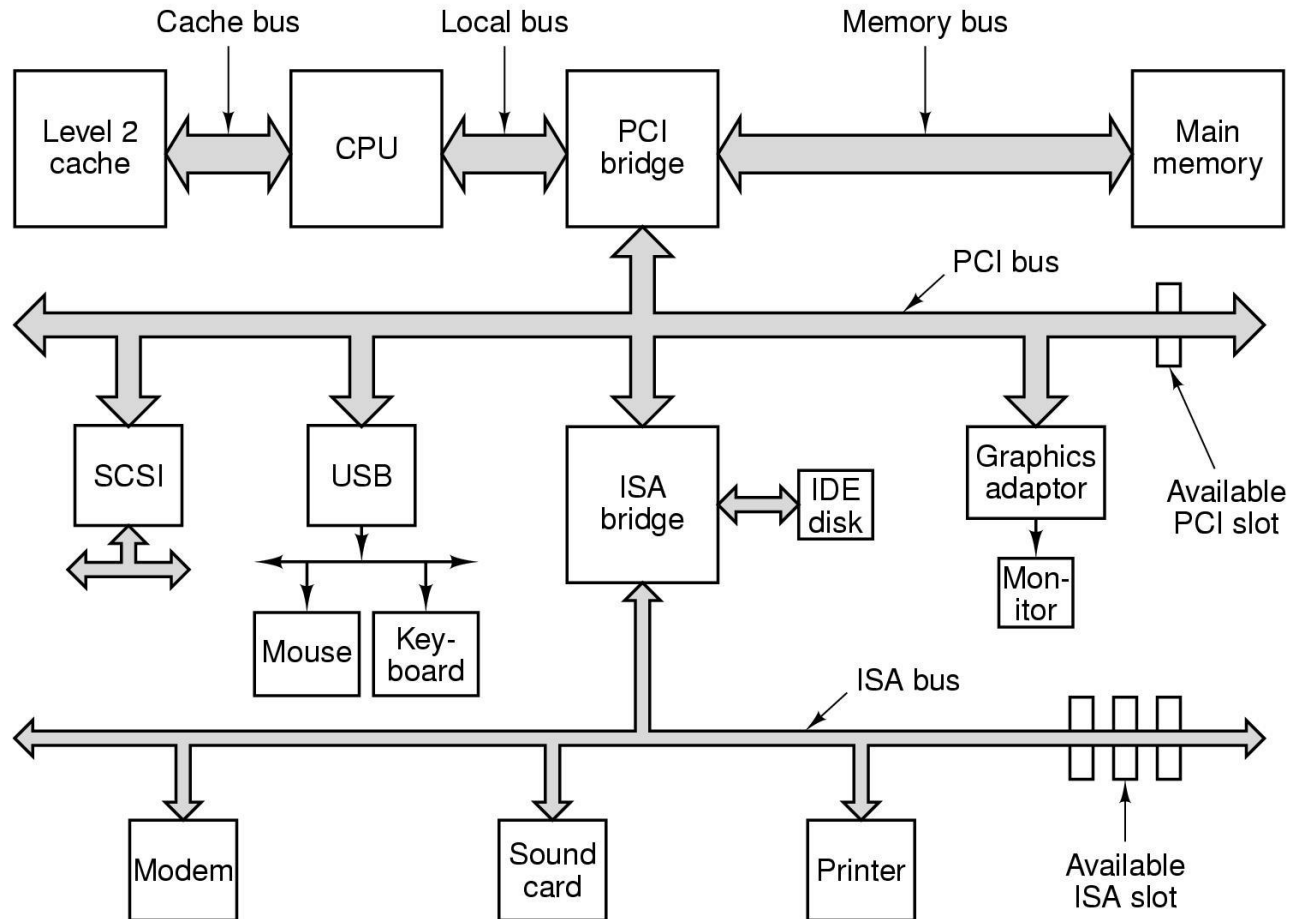 Cache bus
Local bus
Memory bus
Level 2
cache
CPU
PCI
bridge
Main
memory
PCI bus
SCSI
USB
ISA
bridge
IDE
disk
Graphics
adaptor
Available
PCI slot
Mon-
itor
Mouse
Key-
board
ISA bus
Modem
Sound
card
Printer
Available
ISA slot